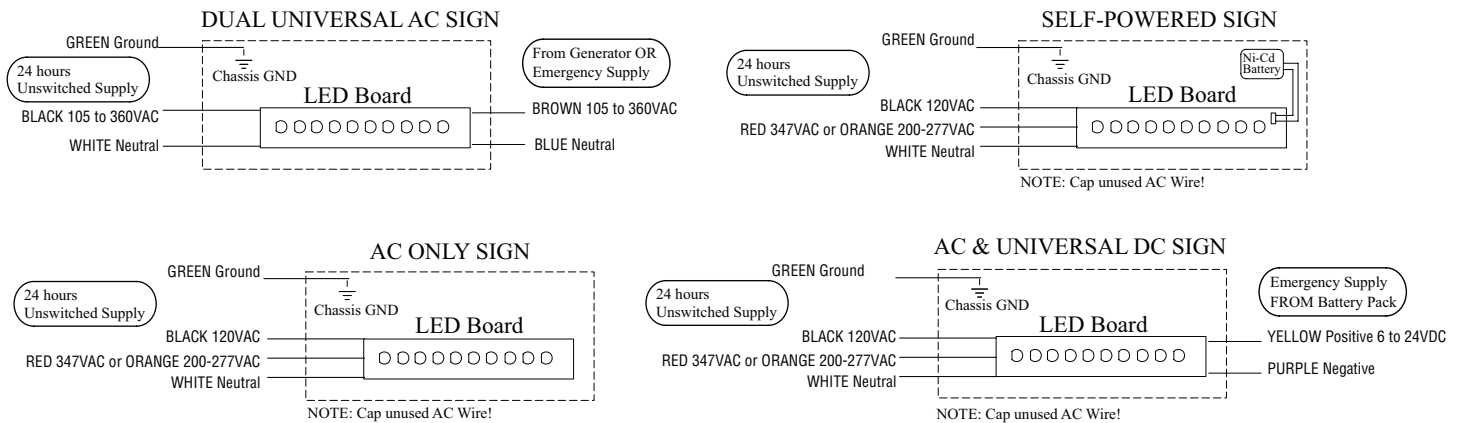 DUAL UNIVERSAL AC SIGN
GREEN Ground
Chassis GND
24 hours
Unswitched Supply
From Generator OR
Emergency Supply
LED Board
BLACK 105 to 360VAC
BROWN 105 to 360VAC
WHITE Neutral
BLUE Neutral
SELF-POWERED SIGN
GREEN Ground
Chassis GND
Ni-Cd
Battery
24 hours
Unswitched Supply
LED Board
BLACK 120VAC
RED 347VAC or ORANGE 200-277VAC
WHITE Neutral
NOTE: Cap unused AC Wire!
AC ONLY SIGN
GREEN Ground
Chassis GND
24 hours
Unswitched Supply
LED Board
BLACK 120VAC
RED 347VAC or ORANGE 200-277VAC
WHITE Neutral
NOTE: Cap unused AC Wire!
AC & UNIVERSAL DC SIGN
GREEN Ground
Chassis GND
24 hours
Unswitched Supply
Emergency Supply
FROM Battery Pack
LED Board
BLACK 120VAC
YELLOW Positive 6 to 24VDC
RED 347VAC or ORANGE 200-277VAC
PURPLE Negative
WHITE Neutral
NOTE: Cap unused AC Wire!